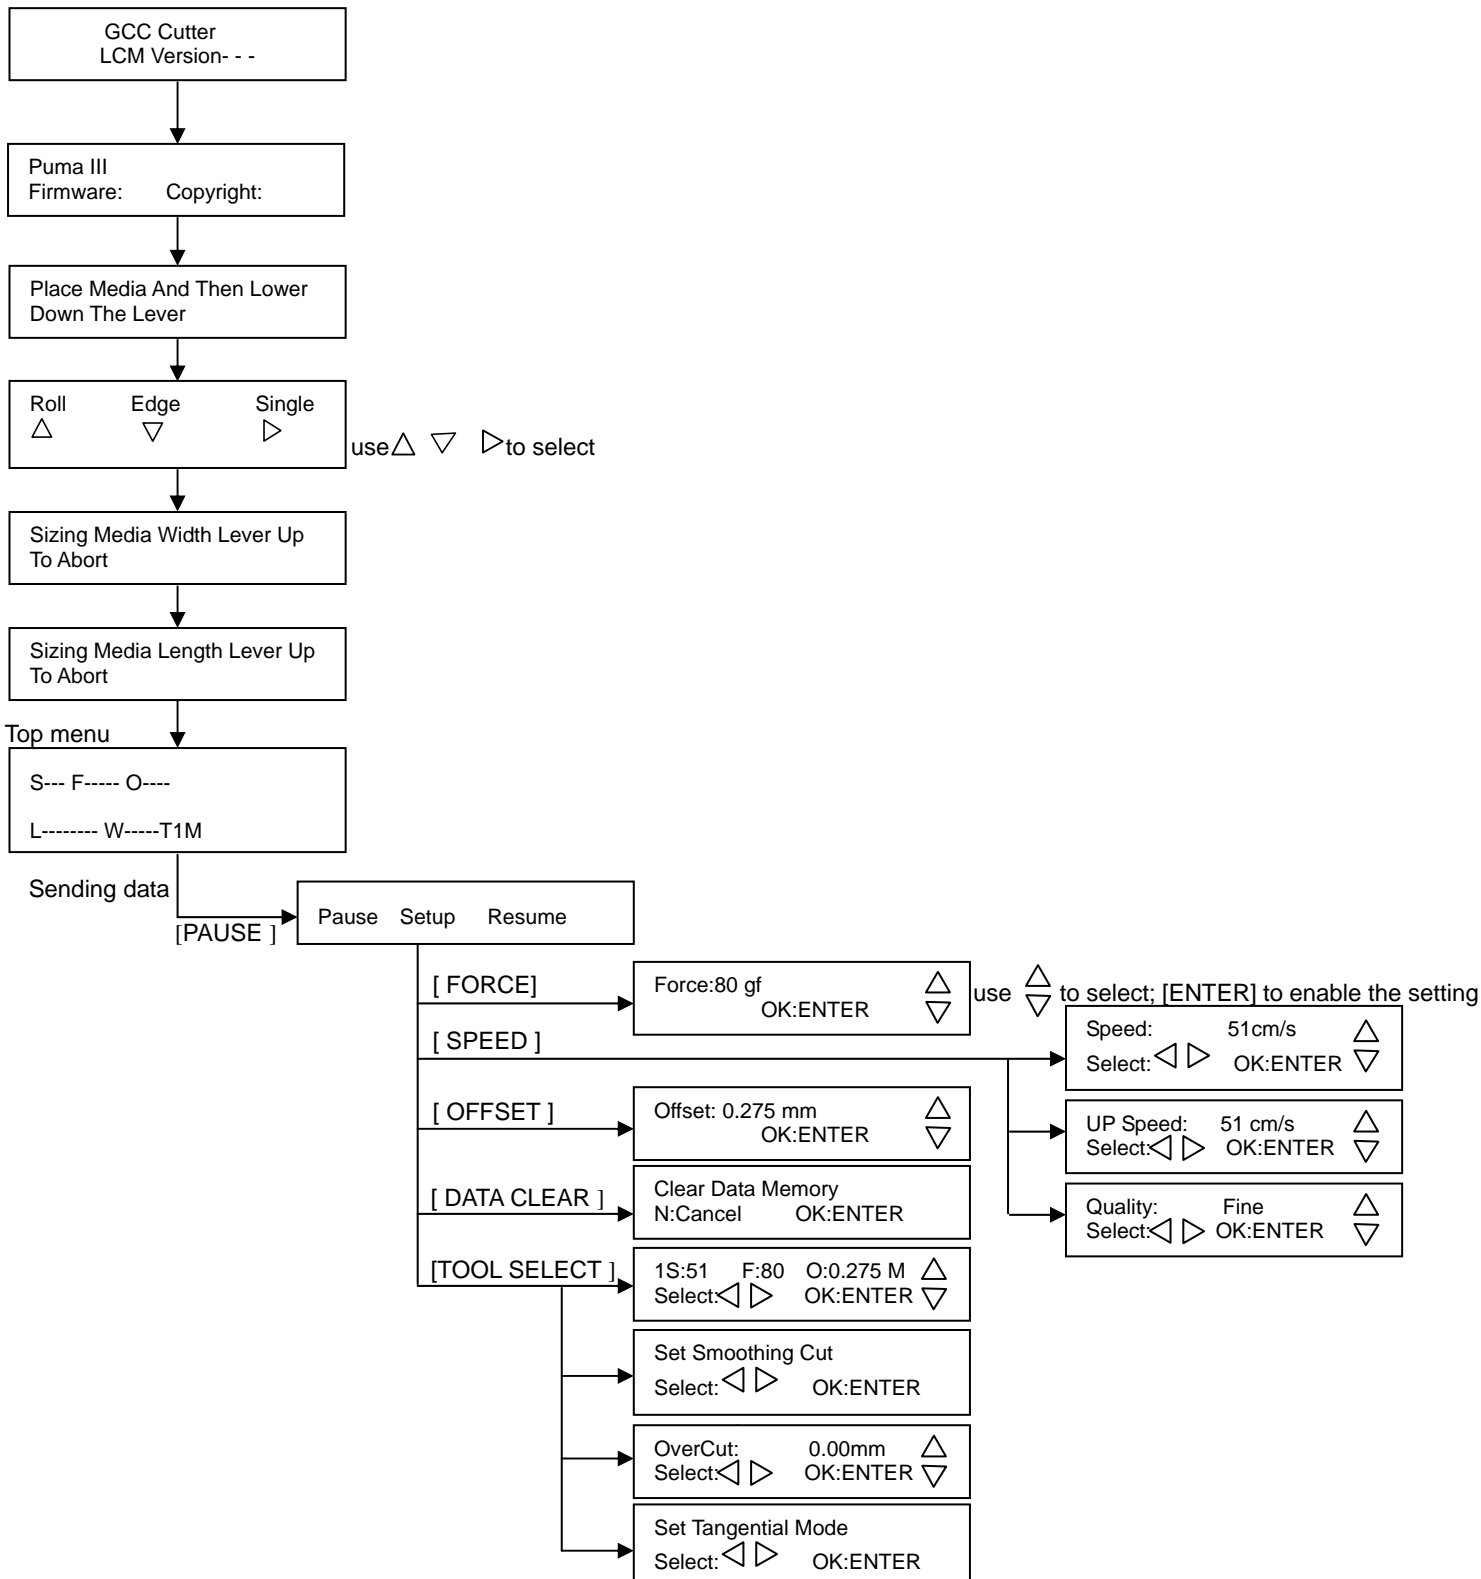 GCC Cutter
LCM Version- - -
Puma III
Firmware: Copyright:
Place Media And Then Lower
Down The Lever
Roll Edge Single
△ ▽ ▷
use △ ▽ ▷ to select
Sizing Media Width Lever Up
To Abort
Sizing Media Length Lever Up
To Abort
Top menu
S--- F----- O----
L-------- W-----T1M
Sending data
[PAUSE ]
Pause Setup Resume
[ FORCE]
Force:80 gf △
OK:ENTER ▽
use △ ▽ to select; [ENTER] to enable the setting
[ SPEED ]
Speed: 51cm/s △
Select: ◁ ▷ OK:ENTER ▽
UP Speed: 51 cm/s △
Select: ◁ ▷ OK:ENTER ▽
Quality: Fine △
Select: ◁ ▷ OK:ENTER ▽
[ OFFSET ]
Offset: 0.275 mm △
OK:ENTER ▽
[ DATA CLEAR ]
Clear Data Memory
N:Cancel OK:ENTER
[TOOL SELECT ]
1S:51 F:80 O:0.275 M △
Select: ◁ ▷ OK:ENTER ▽
Set Smoothing Cut
Select: ◁ ▷ OK:ENTER
OverCut: 0.00mm △
Select: ◁ ▷ OK:ENTER ▽
Set Tangential Mode
Select: ◁ ▷ OK:ENTER